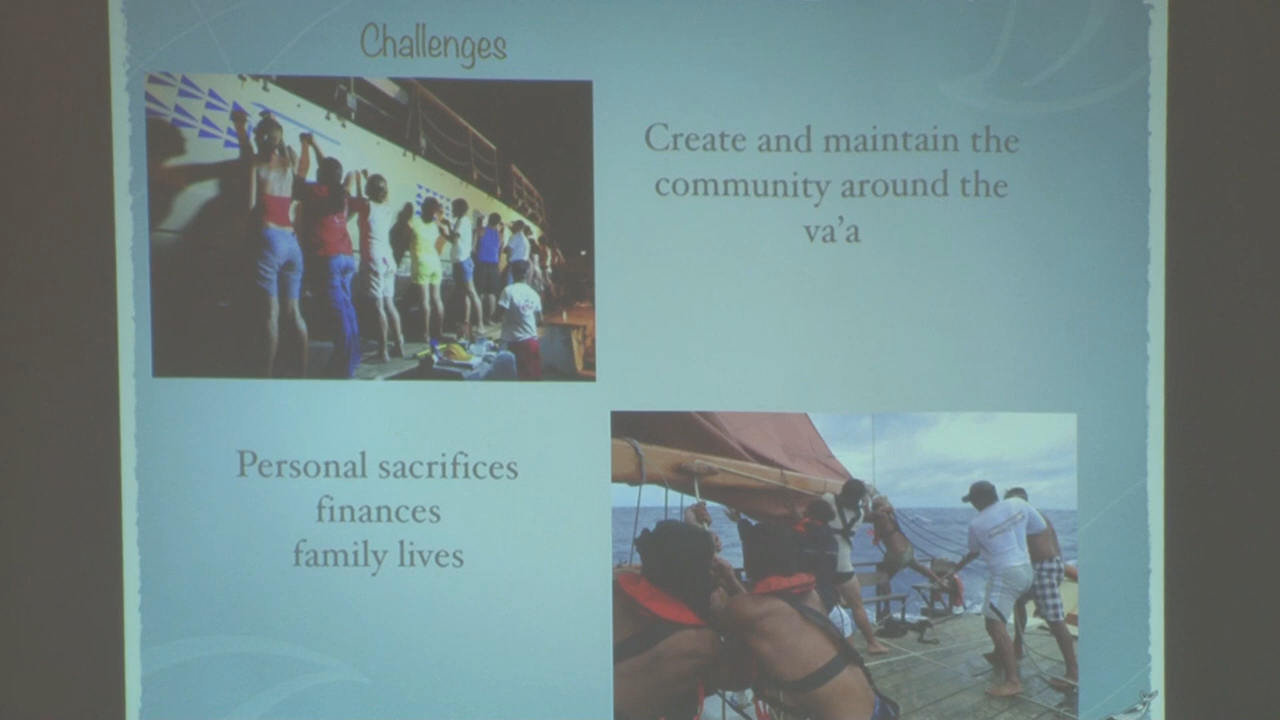 Challenges
Create and maintain the
community around the
va'a
Personal sacrifices
finances
family lives